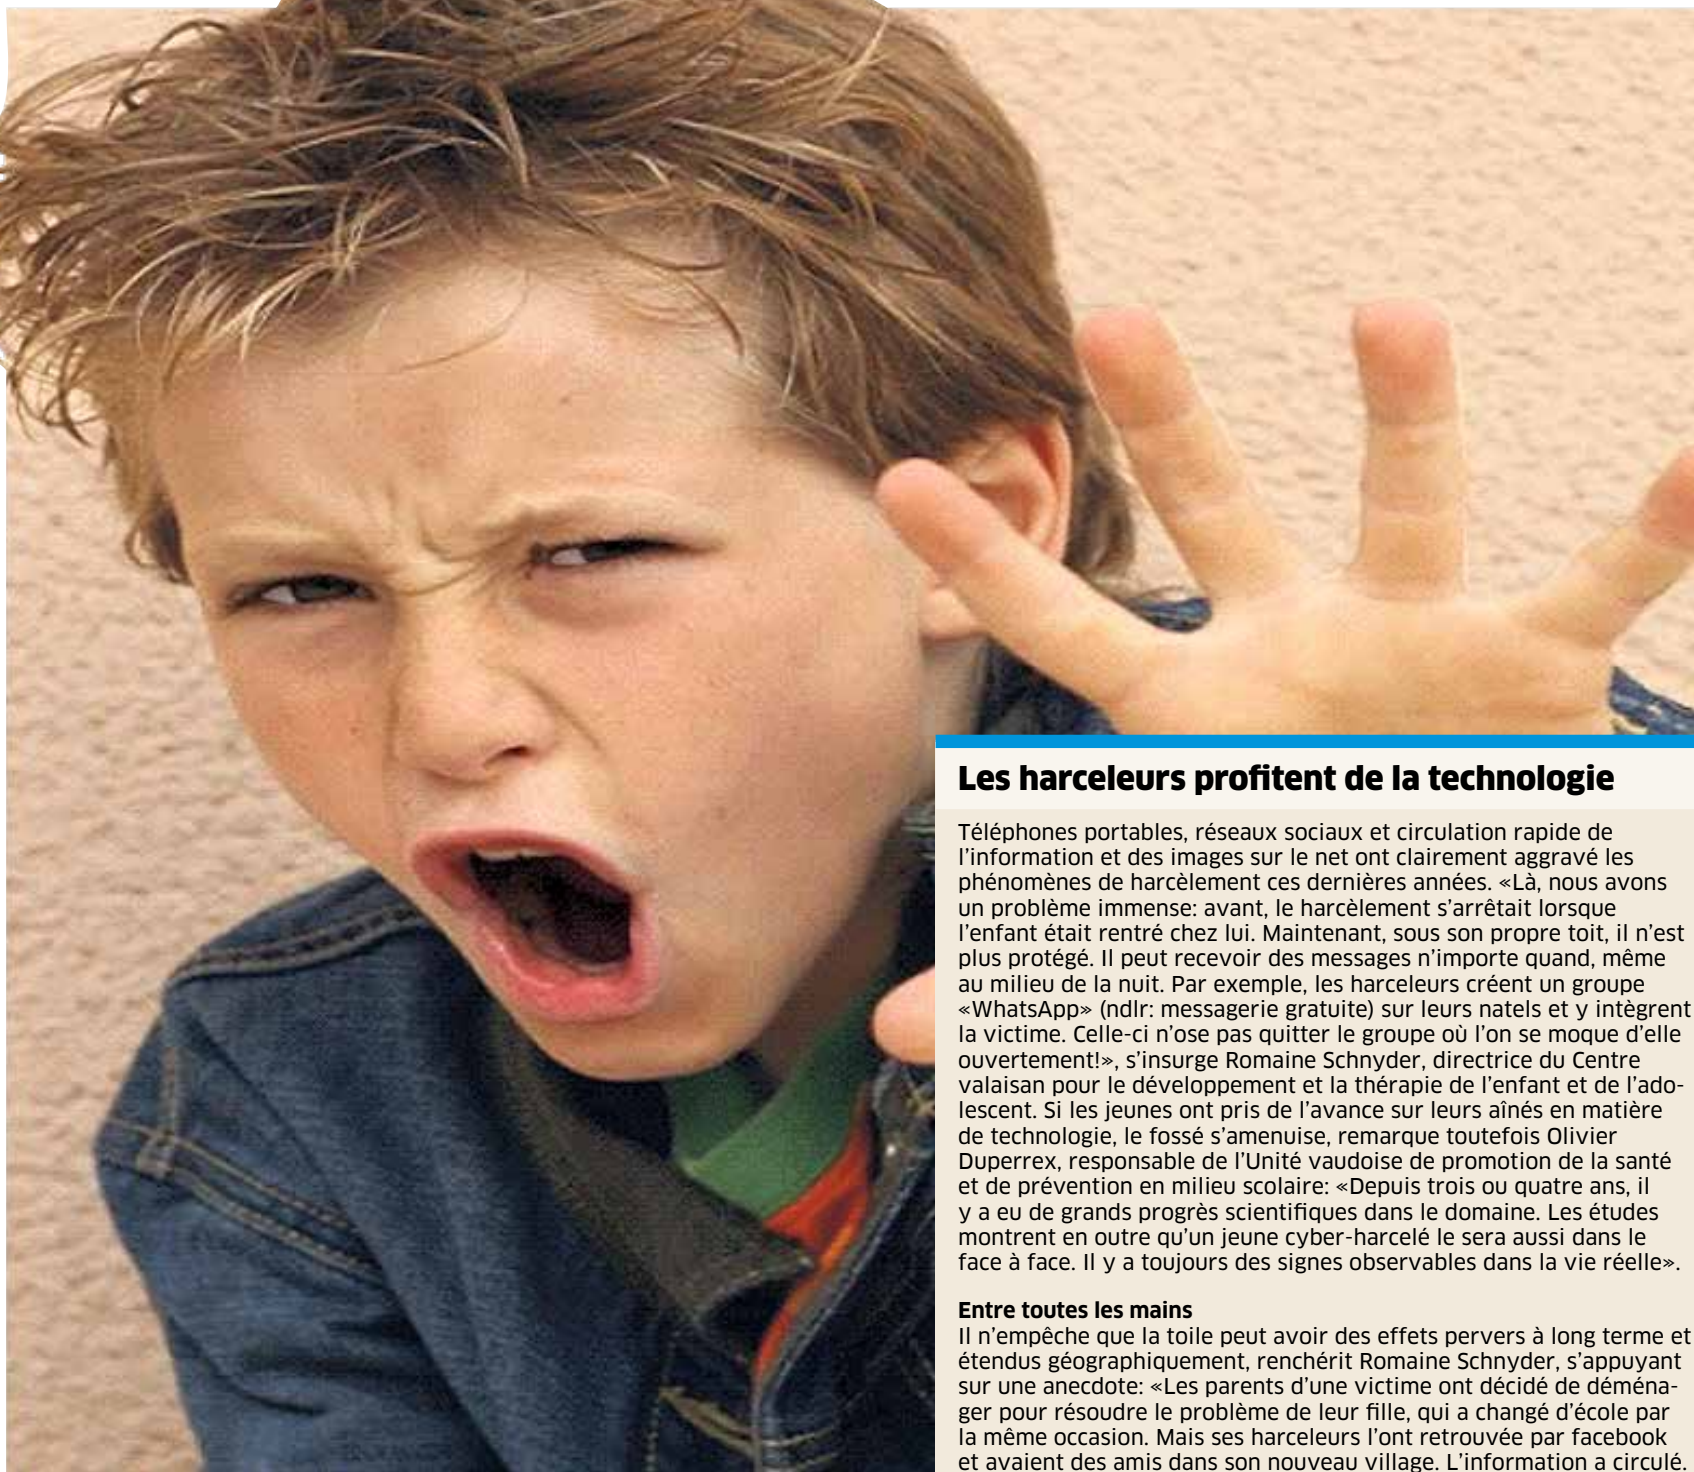 Les harceleurs profitent de la technologie
Téléphones portables, réseaux sociaux et circulation rapide de
l'information et des images sur le net ont clairement aggravé les
phénomènes de harcèlement ces dernières années. «Là, nous avons
un problème immense: avant, le harcèlement s'arrêtait lorsque
l'enfant était rentré chez lui. Maintenant, sous son propre toit, il n'est
plus protégé. Il peut recevoir des messages n'importe quand, même
au milieu de la nuit. Par exemple, les harceleurs créent un groupe
«WhatsApp» (ndlr: messagerie gratuite) sur leurs natels et y intègrent
la victime. Celle-ci n'ose pas quitter le groupe où l'on se moque d'elle
ouvertement!», s'insurge Romaine Schnyder, directrice du Centre
valaisan pour le développement et la thérapie de l'enfant et de l'ado-
lescent. Si les jeunes ont pris de l'avance sur leurs aînés en matière
de technologie, le fossé s'amenuise, remarque toutefois Olivier
Duperrex, responsable de l'Unité vaudoise de promotion de la santé
et de prévention en milieu scolaire: «Depuis trois ou quatre ans, il
y a eu de grands progrès scientifiques dans le domaine. Les études
montrent en outre qu'un jeune cyber-harcelé le sera aussi dans le
face à face. Il y a toujours des signes observables dans la vie réelle».
Entre toutes les mains
Il n'empêche que la toile peut avoir des effets pervers à long terme et
étendus géographiquement, renchérit Romaine Schnyder, s'appuyant
sur une anecdote: «Les parents d'une victime ont décidé de déména-
ger pour résoudre le problème de leur fille, qui a changé d'école par
la même occasion. Mais ses harceleurs l'ont retrouvée par facebook
et avaient des amis dans son nouveau village. L'information a circulé.